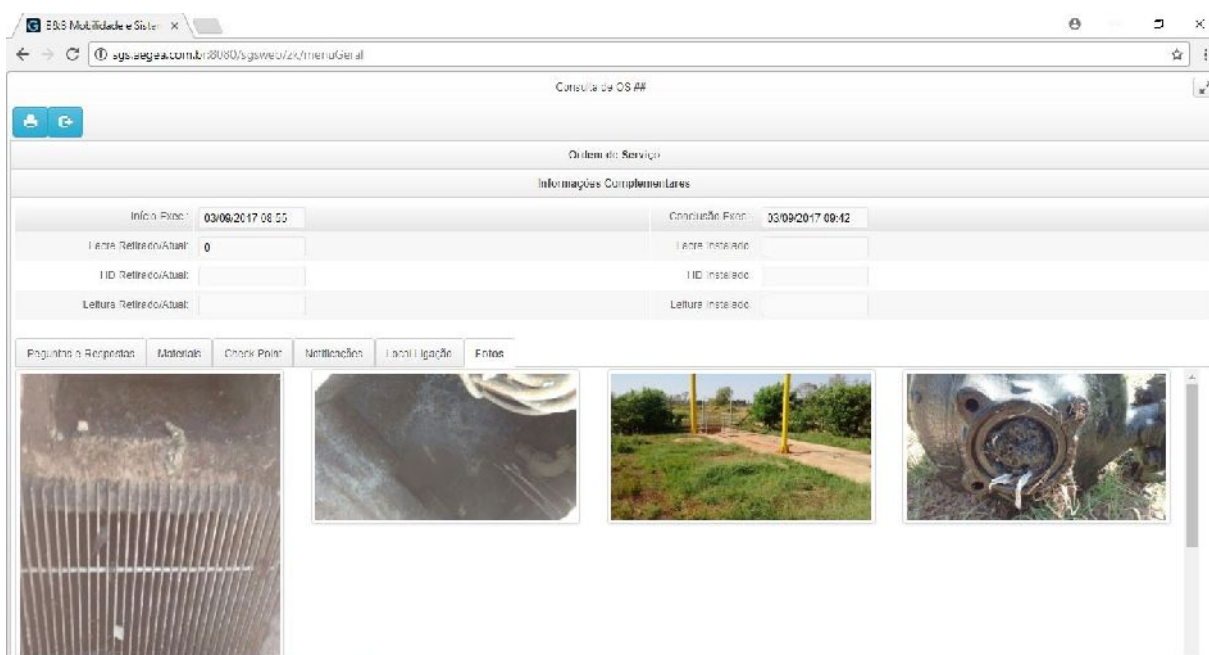 B&B Mobilidade e Sister
sgs.aegea.com.br:8080/sgsweb/zk/menuGeral
Consulta de OS ##
Ordem de Serviço
Informações Complementares
Início Exec.: 03/09/2017 08:55 Conclusão Exec.: 03/09/2017 09:42
Lacre Retirado/Atual: 0 Lacre Instalado:
HD Retirado/Atual: HD Instalado:
Leitura Retirado/Atual: Leitura Instalado:
Perguntas e Respostas Materiais Check Point Notificações Local Ligação Fotos